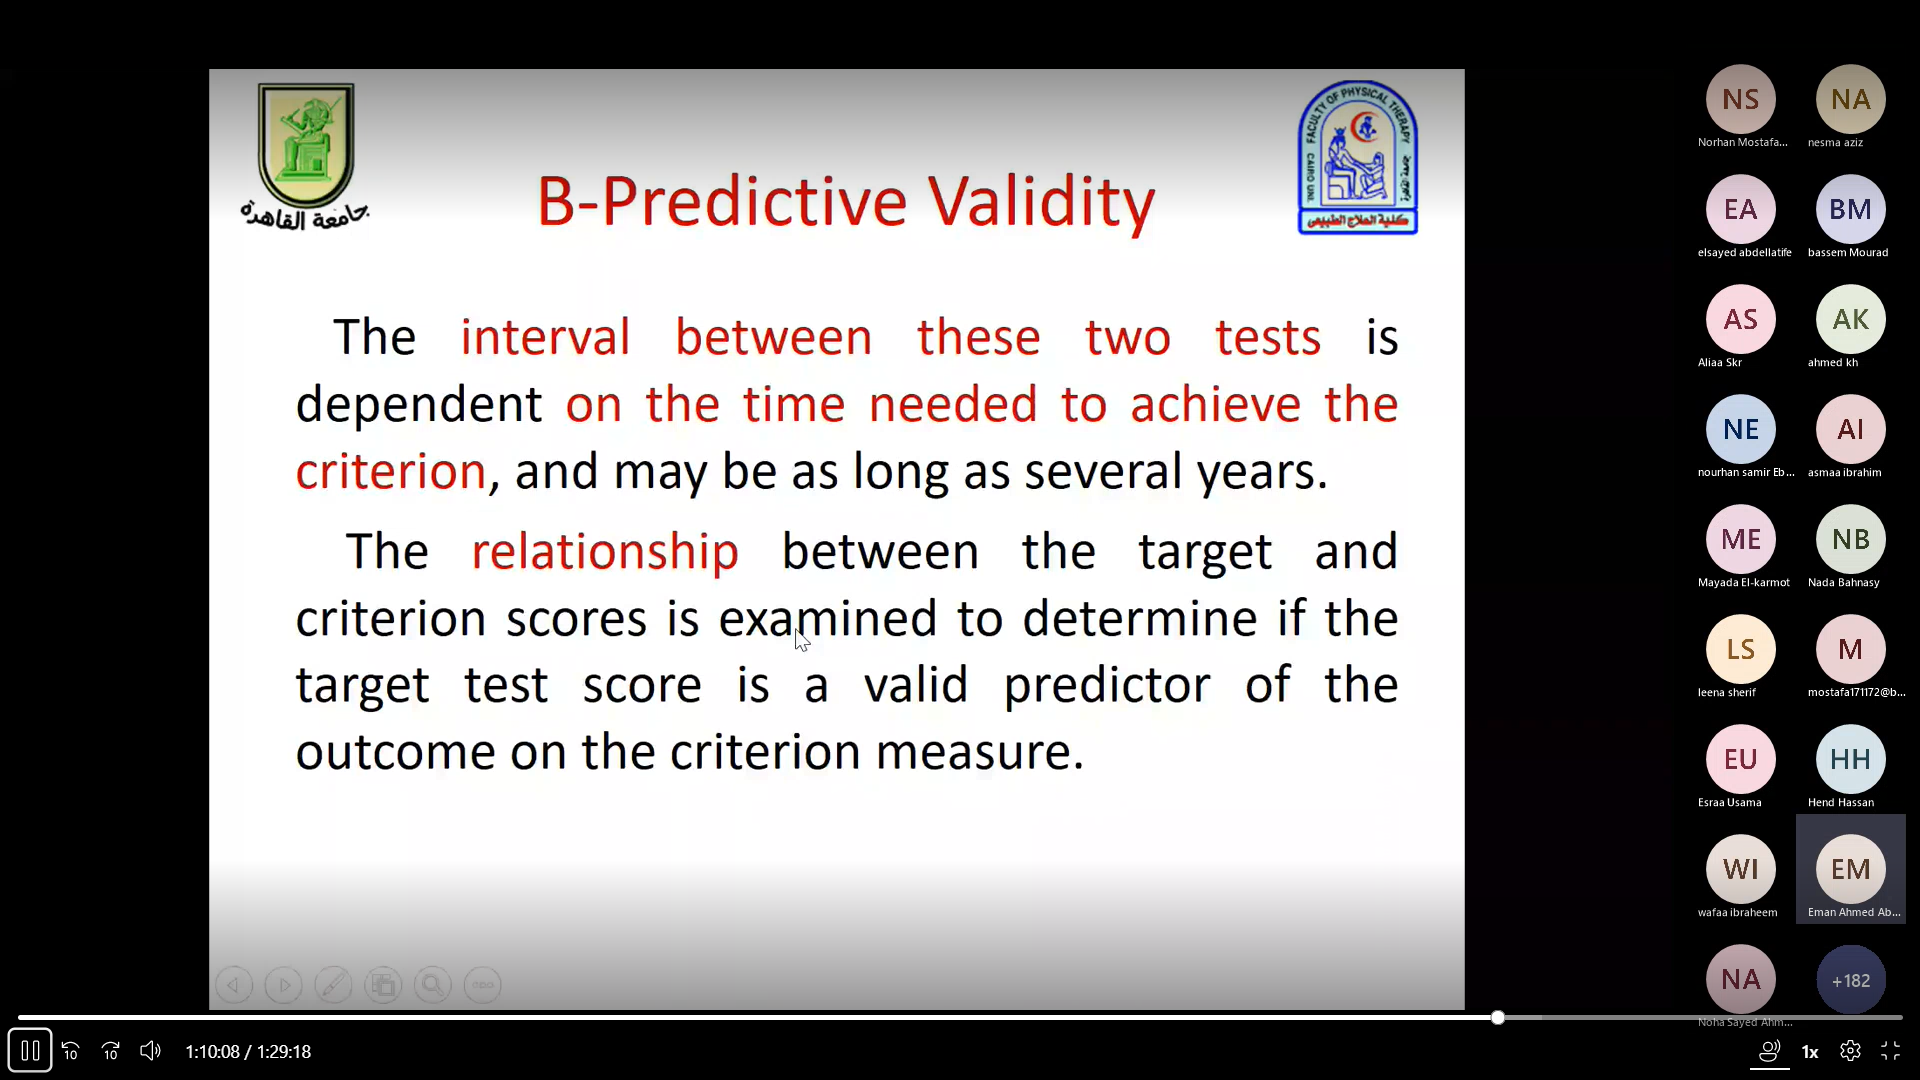 جامعة القاهرة
FACULTY OF PHYSICAL THERAPY
CAIRO UNI.
كلية العلاج الطبيعى
B-Predictive Validity
The interval between these two tests is
dependent on the time needed to achieve the
criterion, and may be as long as several years.
The relationship between the target and
criterion scores is examined to determine if the
target test score is a valid predictor of the
outcome on the criterion measure.
NS
NA
Norhan Mostafa...
nesma aziz
EA
BM
elsayed abdellatife
bassem Mourad
AS
AK
Aliaa Skr
ahmed kh
NE
AI
nourhan samir Eb...
asmaa ibrahim
ME
NB
Mayada El-karmot
Nada Bahnasy
LS
M
leena sherif
mostafa171172@b...
EU
HH
Esraa Usama
Hend Hassan
WI
EM
wafaa ibraheem
Eman Ahmed Ab...
NA
+182
Noha Sayed Ahm...
10
10
1:10:08 / 1:29:18
1x